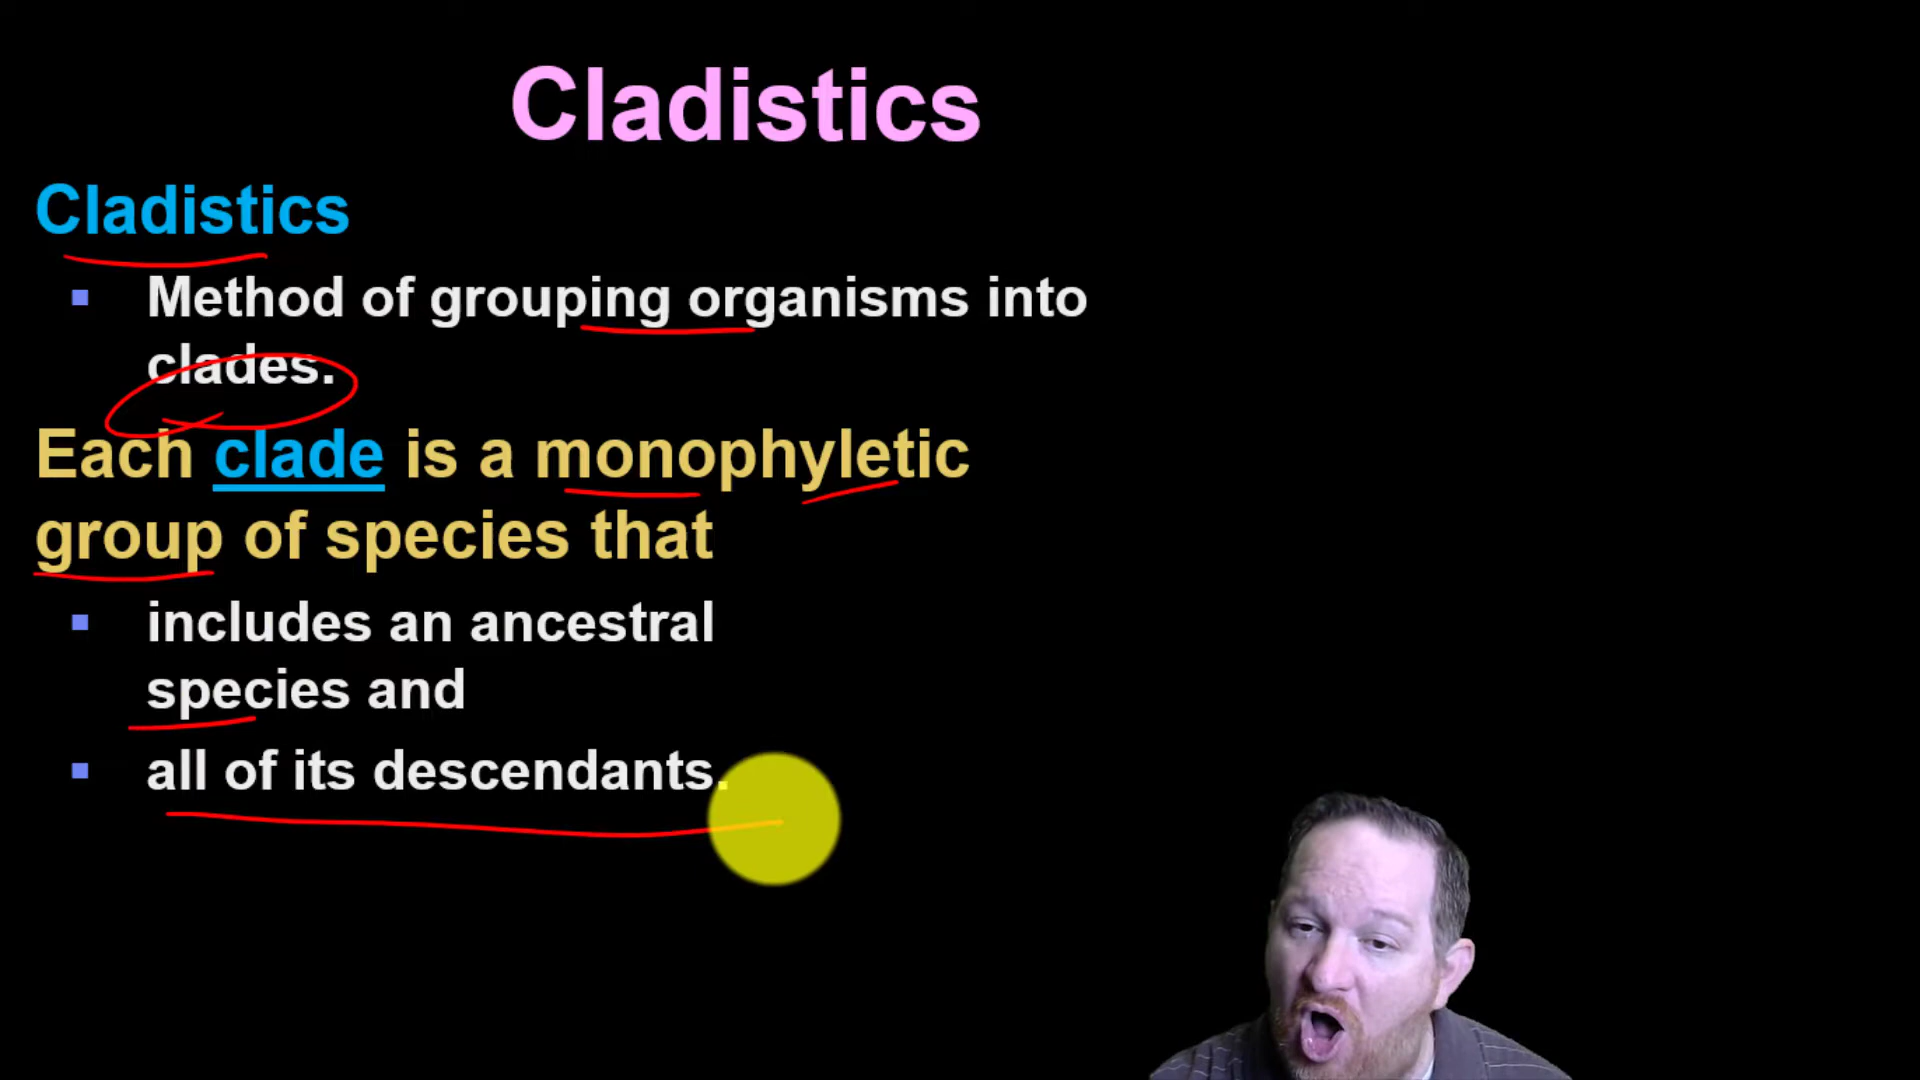 Cladistics
Cladistics
Method of grouping organisms into
clades.
Each clade is a monophyletic
group of species that
includes an ancestral
species and
all of its descendants.